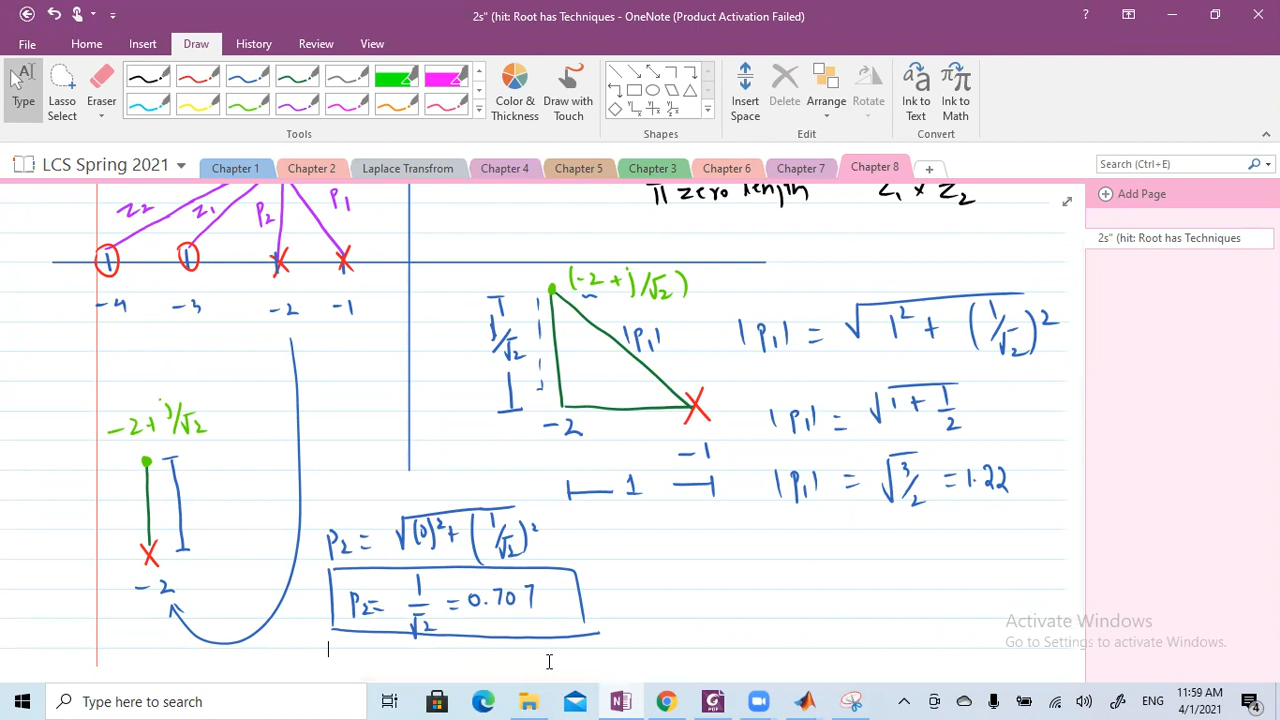 2s" (hit: Root has Techniques - OneNote (Product Activation Failed)
File Home Insert Draw History Review View
Type
Lasso Select
Eraser
Color & Thickness
Draw with Touch
Insert Space
Delete
Arrange
Rotate
Ink to Text
Ink to Math
Tools
Shapes
Edit
Convert
LCS Spring 2021
Chapter 1 Chapter 2 Laplace Transfrom Chapter 4 Chapter 5 Chapter 3 Chapter 6 Chapter 7 Chapter 8
Search (Ctrl+E)
Add Page
2s" (hit: Root has Techniques
π zero length Z1 x Z2
Z2 Z1 P2 P1
-4 -3 -2 -1
(-2 + j/√2)
1/√2
|P1|
-2
-1
1
|P1| = √1² + (1/√2)²
|P1| = √1 + 1/2
|P1| = √3/2 = 1.22
-2+j/√2
-2
P2 = √(0)² + (1/√2)²
P2 = 1/√2 = 0.707
Activate Windows
Go to Settings to activate Windows.
Type here to search
ENG
11:59 AM
4/1/2021
4